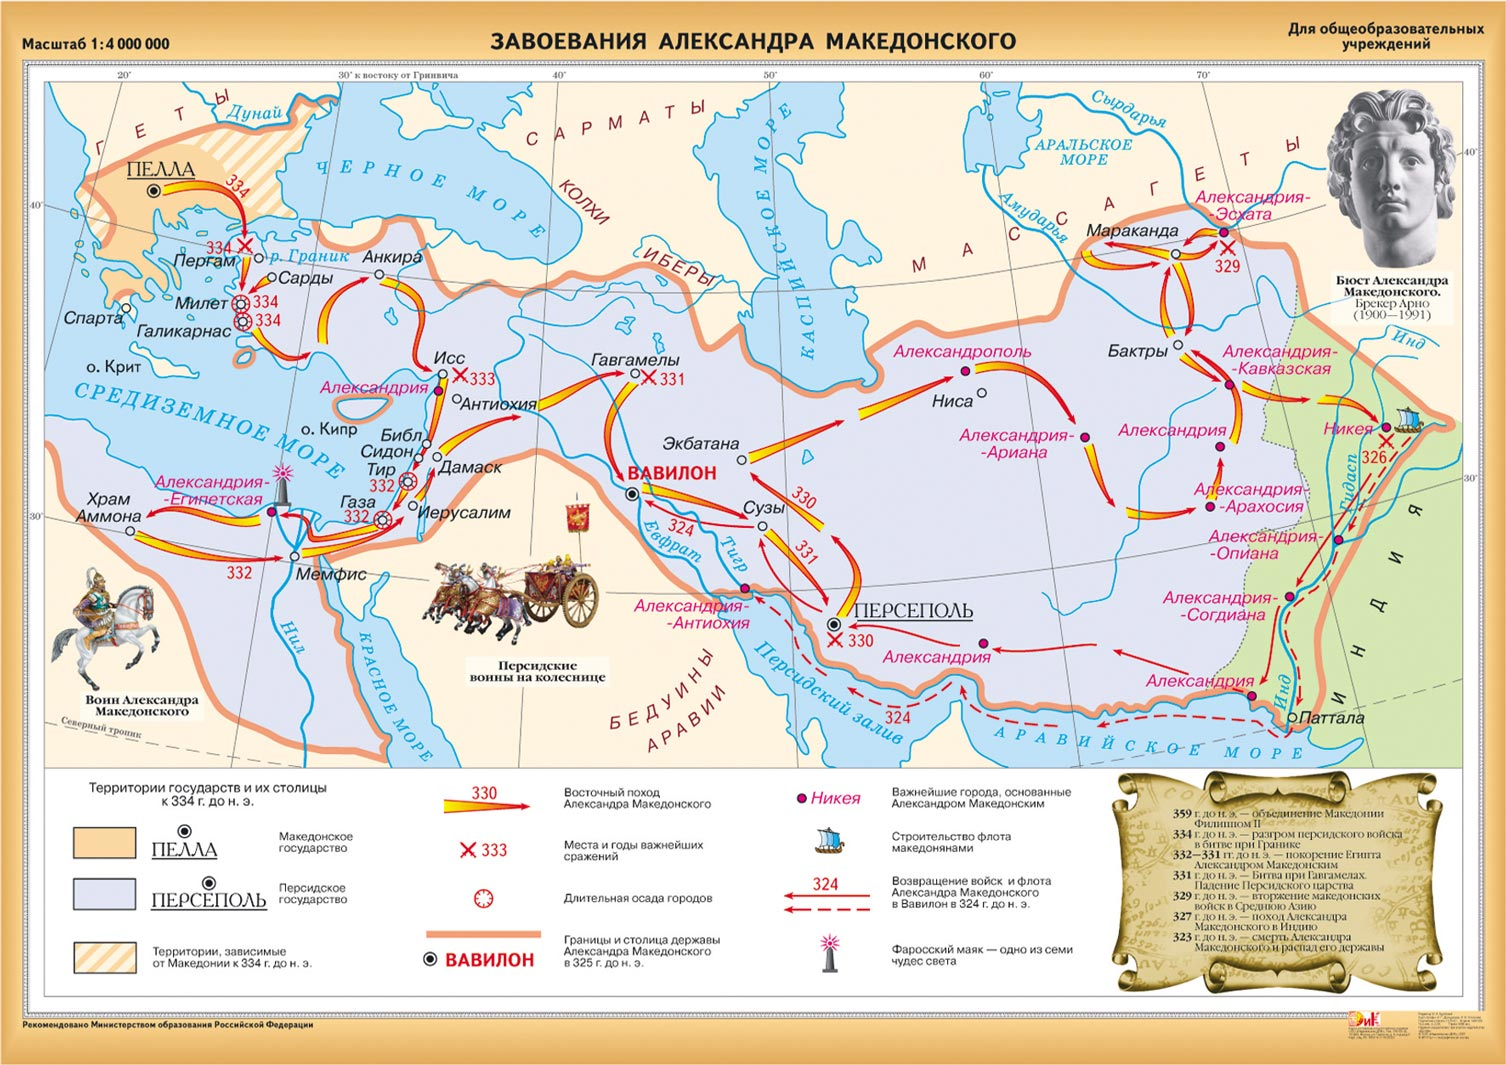 Масштаб 1:4 000 000
ЗАВОЕВАНИЯ АЛЕКСАНДРА МАКЕДОНСКОГО
Для общеобразовательных
учреждений
20°
30° к востоку от Гринвича
40°
50°
60°
70°
ГЕТЫ
Дунай
САРМАТЫ
Сырдарья
АРАЛЬСКОЕ
МОРЕ
МАССАГЕТЫ
40°
ПЕЛЛА
334
ЧЕРНОЕ МОРЕ
КОЛХИ
КАСПИЙСКОЕ МОРЕ
Амударья
Александрия-
-Эсхата
40°
334
Пергам
р. Граник
Анкира
ИБЕРЫ
Мараканда
329
Сарды
Милет
334
Спарта
Галикарнас
334
Бюст Александра
Македонского.
Брекер Арно
(1900—1991)
о. Крит
Исс
333
Гавгамелы
331
Александрополь
Бактры
Александрия-
-Кавказская
Инд
Александрия
Антиохия
Ниса
СРЕДИЗЕМНОЕ МОРЕ
о. Кипр
Библ
Сидон
Экбатана
Александрия-
-Ариана
Александрия
Никея
326
Тир
332
Дамаск
ВАВИЛОН
Гидасп
30°
Александрия-
-Египетская
Храм
Аммона
Газа
332
Иерусалим
330
Сузы
Александрия-
-Арахосия
30°
324
Евфрат
Тигр
331
Александрия-
-Опиана
332
Мемфис
ИНДИЯ
Александрия-
-Антиохия
ПЕРСЕПОЛЬ
330
Александрия-
-Согдиана
Нил
КРАСНОЕ МОРЕ
Персидские
воины на колеснице
Персидский залив
Александрия
Александрия
Воин Александра
Македонского
БЕДУИНЫ
АРАВИИ
324
Инд
Паттала
Северный тропик
АРАВИЙСКОЕ МОРЕ
Территории государств и их столицы
к 334 г. до н. э.
ПЕЛЛА
Македонское
государство
ПЕРСЕПОЛЬ
Персидское
государство
Территории, зависимые
от Македонии к 334 г. до н. э.
330
Восточный поход
Александра Македонского
333
Места и годы важнейших
сражений
Длительная осада городов
ВАВИЛОН
Границы и столица державы
Александра Македонского
в 325 г. до н. э.
Никея
Важнейшие города, основанные
Александром Македонским
Строительство флота
македонянами
324
Возвращение войск и флота
Александра Македонского
в Вавилон в 324 г. до н. э.
Фаросский маяк — одно из семи
чудес света
359 г. до н. э. — объединение Македонии
Филиппом II
334 г. до н. э. — разгром персидского войска
в битве при Гранике
332—331 гг. до н. э. — покорение Египта
Александром Македонским
331 г. до н. э. — Битва при Гавгамелах.
Падение Персидского царства
329 г. до н. э. — вторжение македонских
войск в Среднюю Азию
327 г. до н. э. — поход Александра
Македонского в Индию
323 г. до н. э. — смерть Александра
Македонского и распад его державы
Рекомендовано Министерством образования Российской Федерации